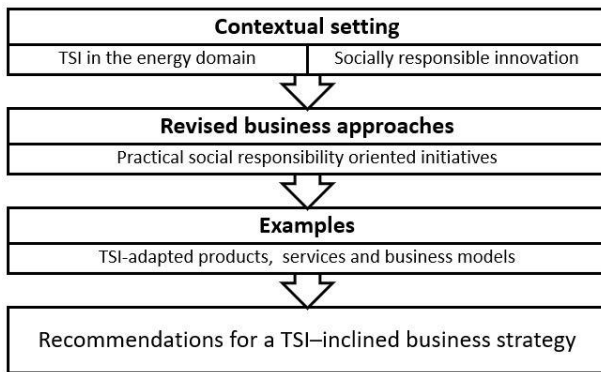 Contextual setting
TSI in the energy domain
Socially responsible innovation
Revised business approaches
Practical social responsibility oriented initiatives
Examples
TSI-adapted products,  services and business models
Recommendations for a TSI–inclined business strategy